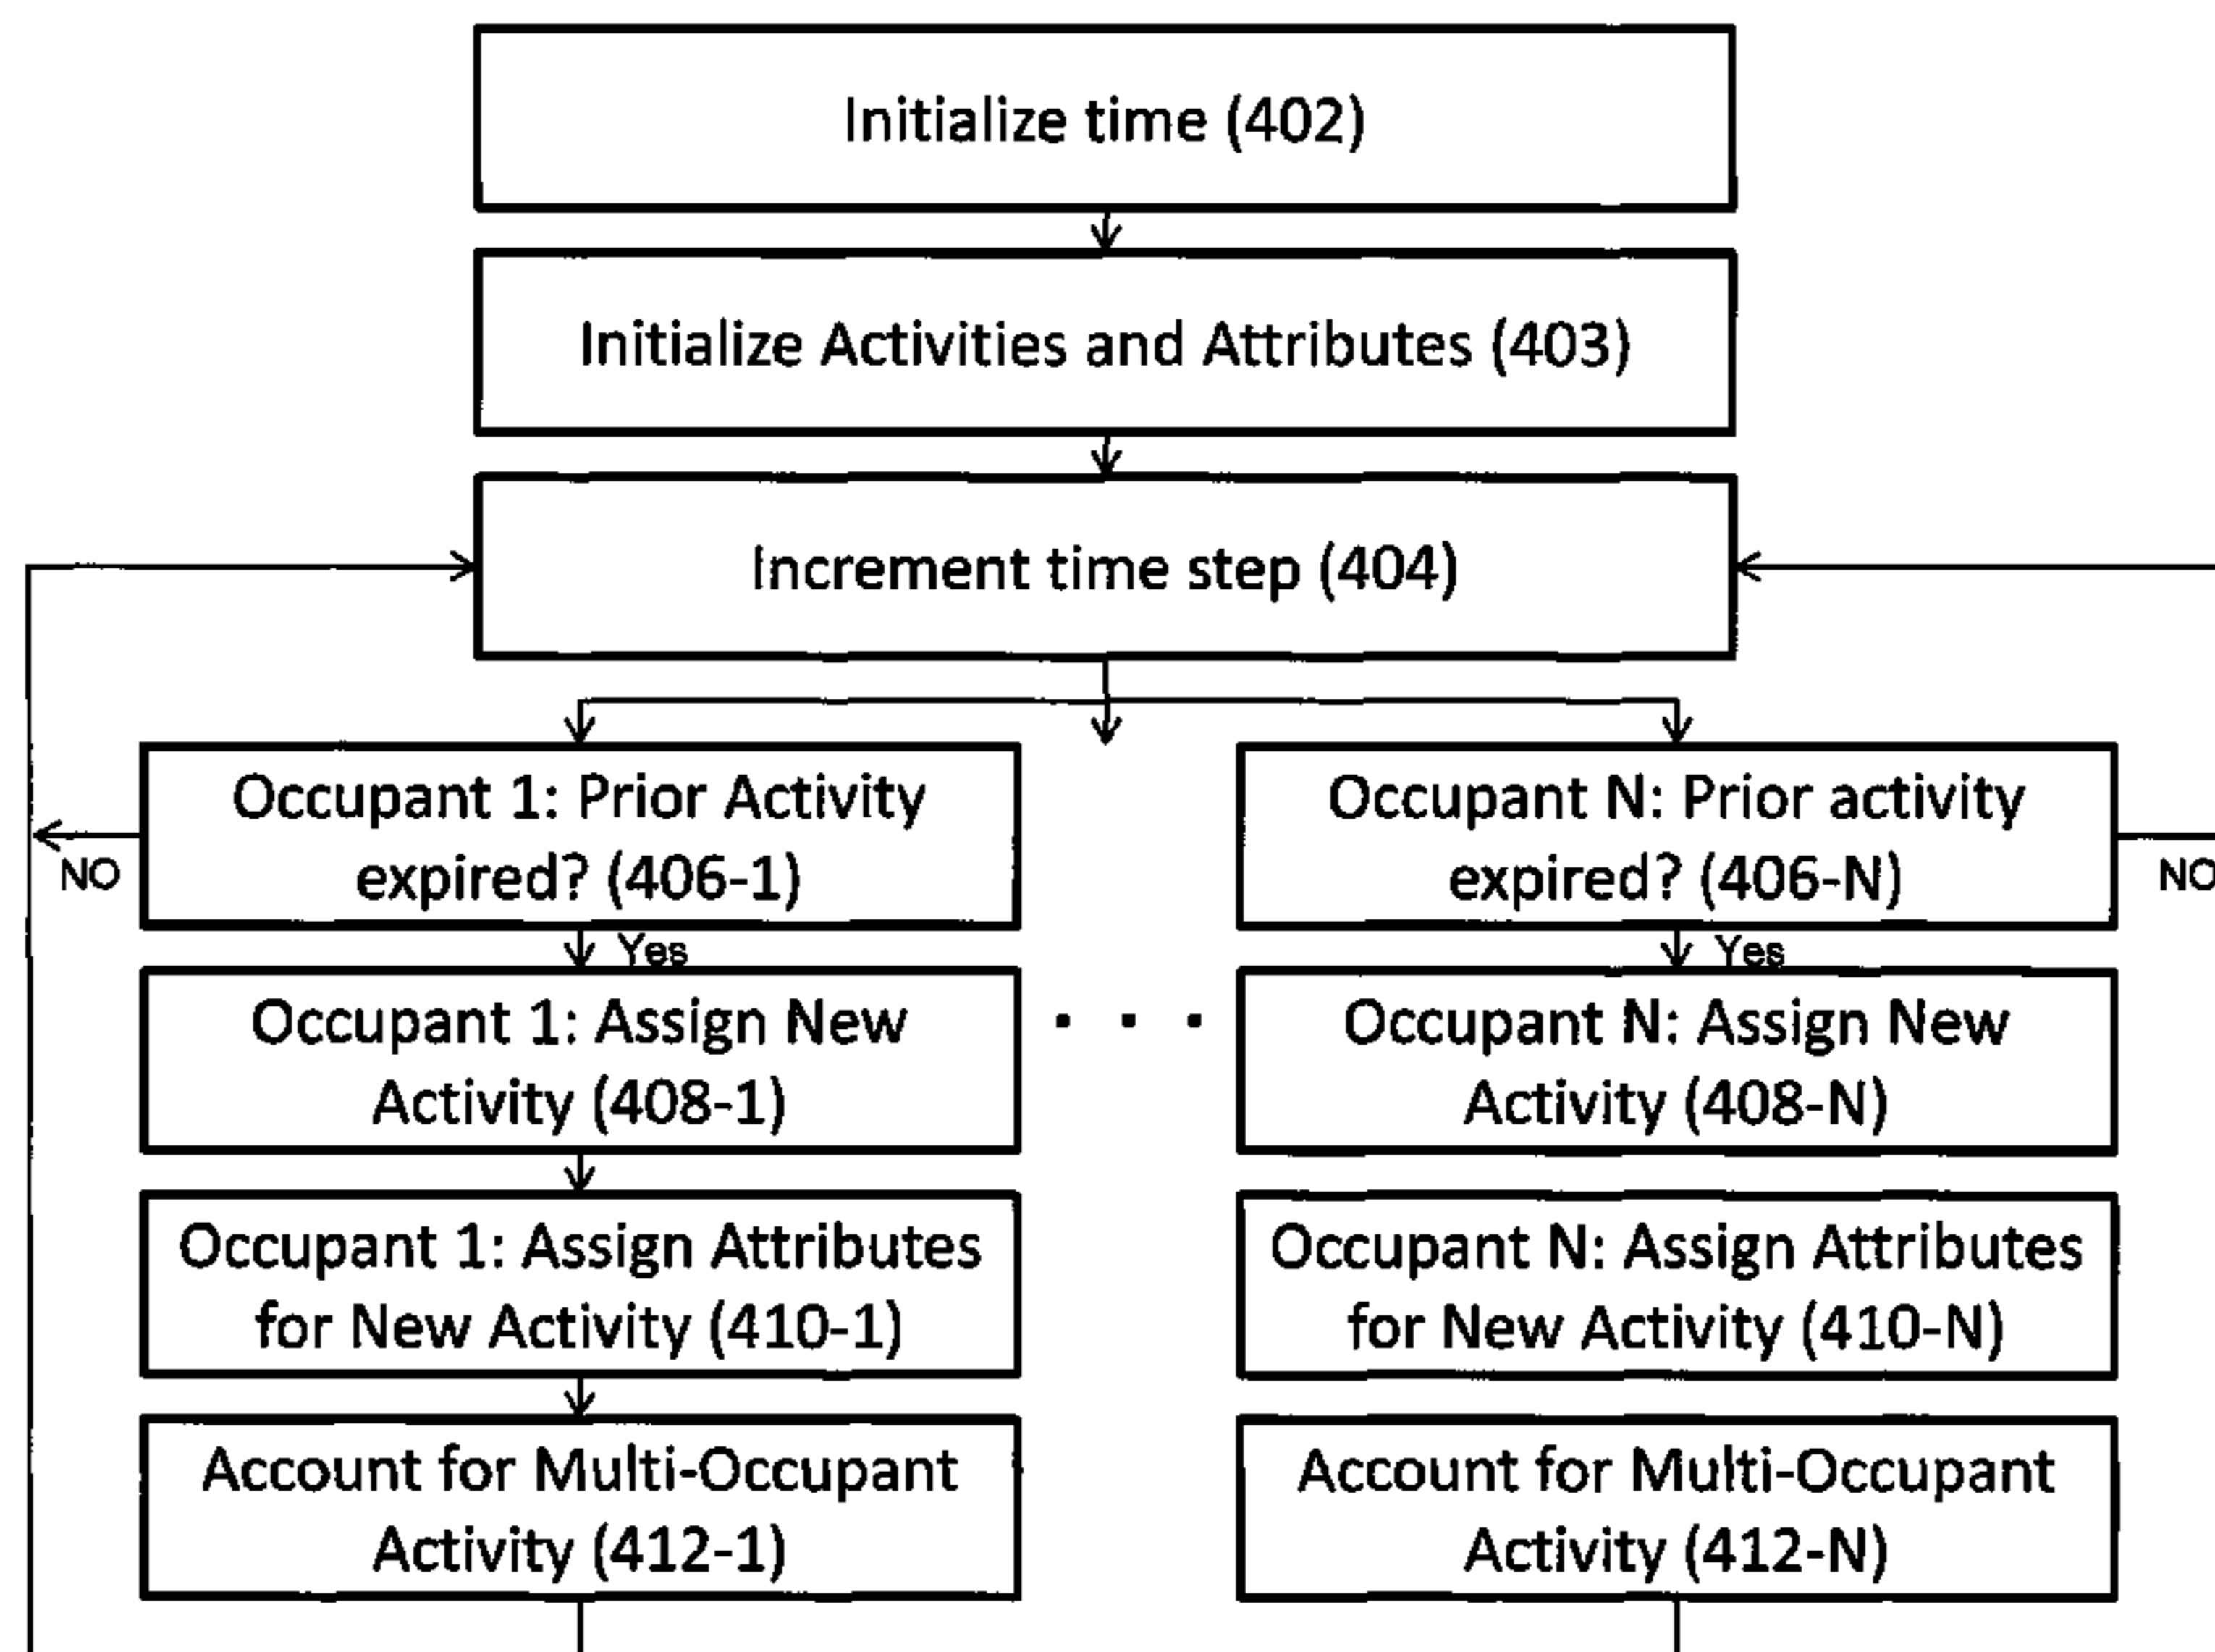 Initialize time (402)
Initialize Activities and Attributes (403)
Increment time step (404)
Occupant 1: Prior Activity
expired? (406-1)
NO
Yes
Occupant N: Prior activity
expired? (406-N)
NO
Yes
Occupant 1: Assign New
Activity (408-1)
. . .
Occupant N: Assign New
Activity (408-N)
Occupant 1: Assign Attributes
for New Activity (410-1)
Occupant N: Assign Attributes
for New Activity (410-N)
Account for Multi-Occupant
Activity (412-1)
Account for Multi-Occupant
Activity (412-N)